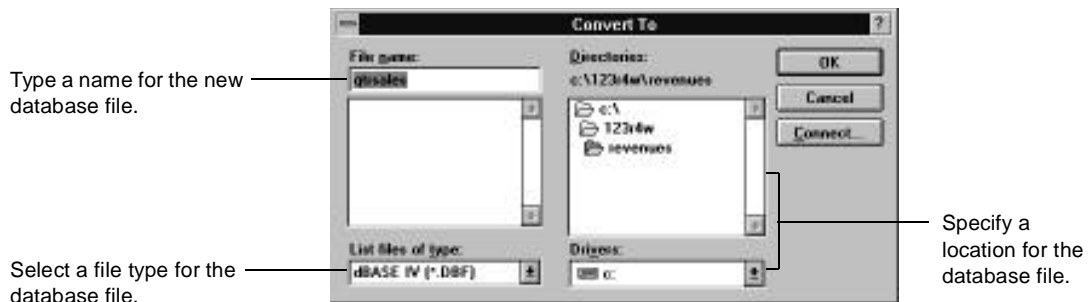 Convert To
?
File name:
qtrsales
Directories:
c:\123r4w\revenues
OK
Cancel
Connect...
c:\
123r4w
revenues
List files of type:
dBASE IV (*.DBF)
Drivers:
c:
Type a name for the new
database file.
Select a file type for the
database file.
Specify a
location for the
database file.